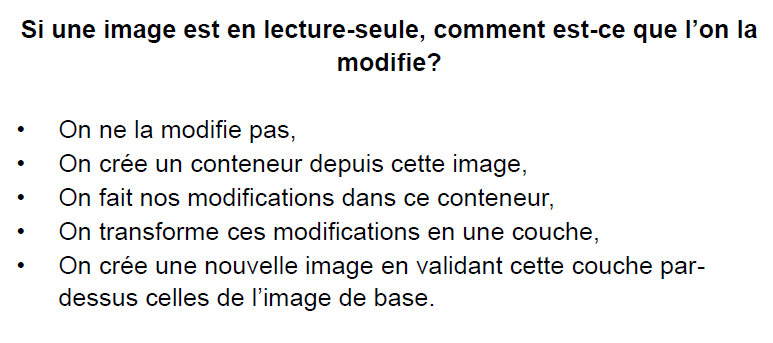 Si une image est en lecture-seule, comment est-ce que l’on la
modifie?
• On ne la modifie pas,
• On crée un conteneur depuis cette image,
• On fait nos modifications dans ce conteneur,
• On transforme ces modifications en une couche,
• On crée une nouvelle image en validant cette couche par-
dessus celles de l’image de base.